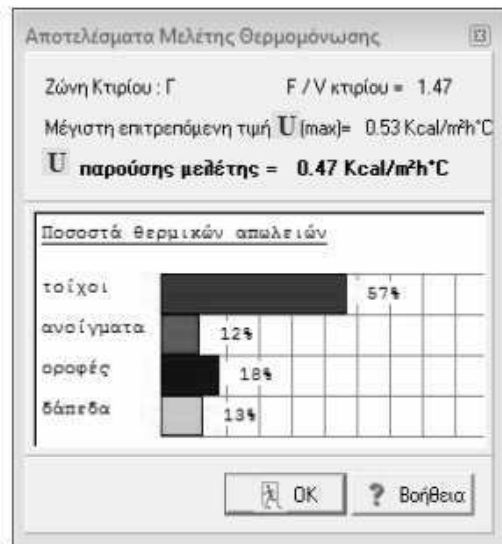 Αποτελέσματα Μελέτης Θερμομόνωσης
Ζώνη Κτιρίου : Γ F / V κτιρίου = 1.47
Μέγιστη επιτρεπόμενη τιμή U (max)= 0.53 Kcal/m²h°C
U παρούσης μελέτης = 0.47 Kcal/m²h°C
Ποσοστά θερμικών απωλειών
τοίχοι 57%
ανοίγματα 12%
οροφές 18%
δάπεδα 13%
OK ? Βοήθεια